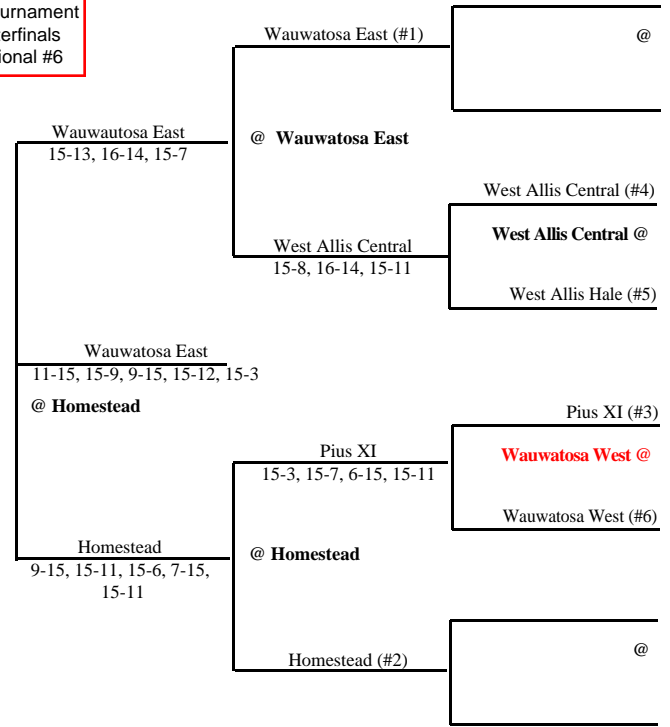 urnament
erfinals
ional #6
Wauwatosa East (#1)
@
Wauwautosa East
15-13, 16-14, 15-7
@ Wauwatosa East
West Allis Central (#4)
West Allis Central @
West Allis Central
15-8, 16-14, 15-11
West Allis Hale (#5)
Wauwatosa East
11-15, 15-9, 9-15, 15-12, 15-3
@ Homestead
Pius XI (#3)
Pius XI
15-3, 15-7, 6-15, 15-11
Wauwatosa West @
Wauwatosa West (#6)
Homestead
9-15, 15-11, 15-6, 7-15,
15-11
@ Homestead
Homestead (#2)
@